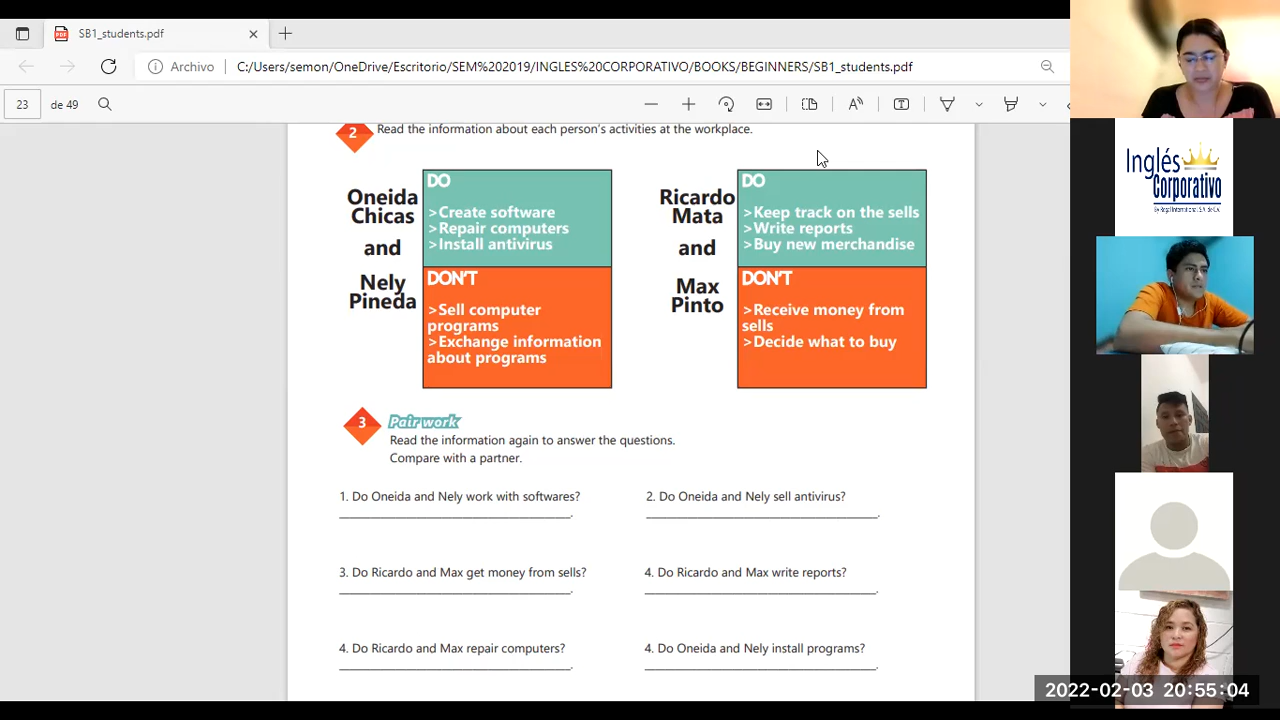 SB1_students.pdf
Archivo
C:/Users/semon/OneDrive/Escritorio/SEM%202019/INGLES%20CORPORATIVO/BOOKS/BEGINNERS/SB1_students.pdf
23
de 49
2
Read the information about each person's activities at the workplace.
Oneida
Chicas
and
Nely
Pineda
DO
>Create software
>Repair computers
>Install antivirus
DON'T
>Sell computer
programs
>Exchange information
about programs
Ricardo
Mata
and
Max
Pinto
DO
>Keep track on the sells
>Write reports
>Buy new merchandise
DON'T
>Receive money from
sells
>Decide what to buy
3
Pair work
Read the information again to answer the questions.
Compare with a partner.
1. Do Oneida and Nely work with softwares?
2. Do Oneida and Nely sell antivirus?
3. Do Ricardo and Max get money from sells?
4. Do Ricardo and Max write reports?
4. Do Ricardo and Max repair computers?
4. Do Oneida and Nely install programs?
Inglés
Corporativo
By Regal International, S.A. de C.V.
2022-02-03 20:55:04